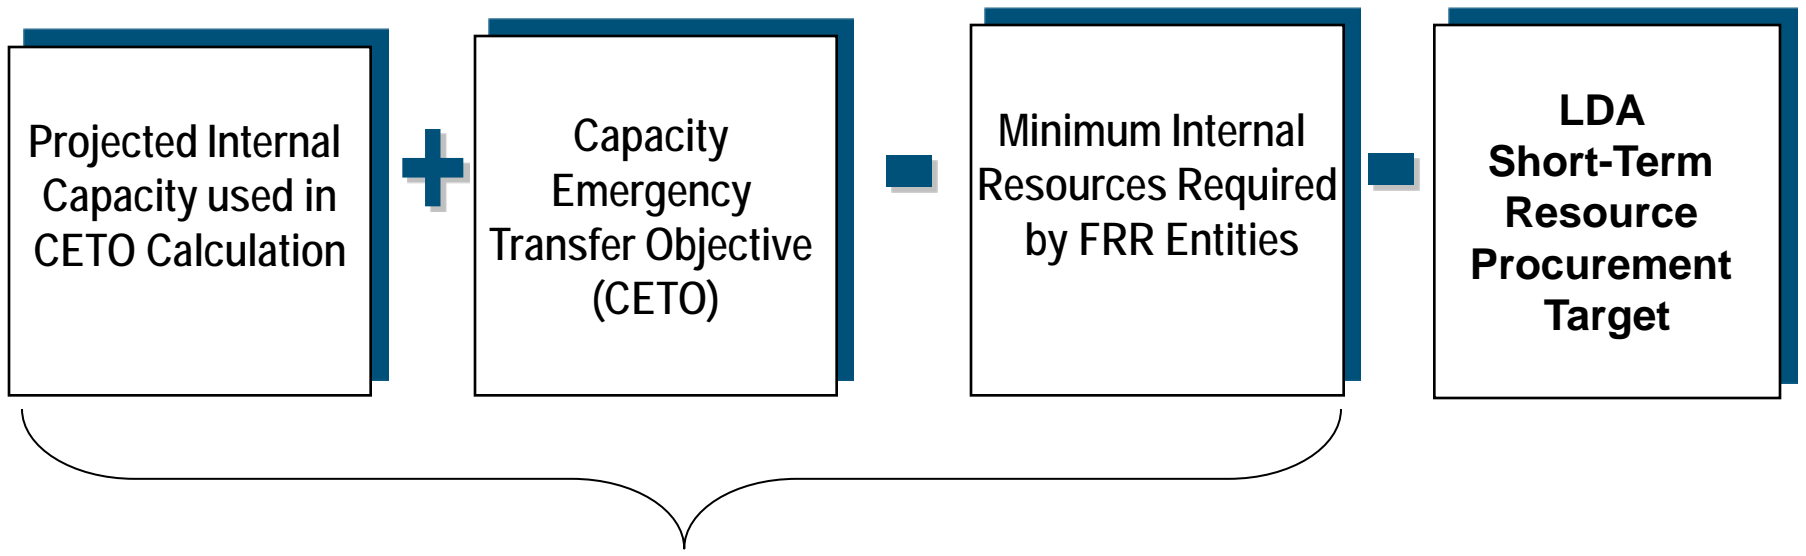 Projected Internal
Capacity used in
CETO Calculation
Capacity
Emergency
Transfer Objective
(CETO)
Minimum Internal
Resources Required
by FRR Entities
LDA
Short-Term
Resource
Procurement
Target